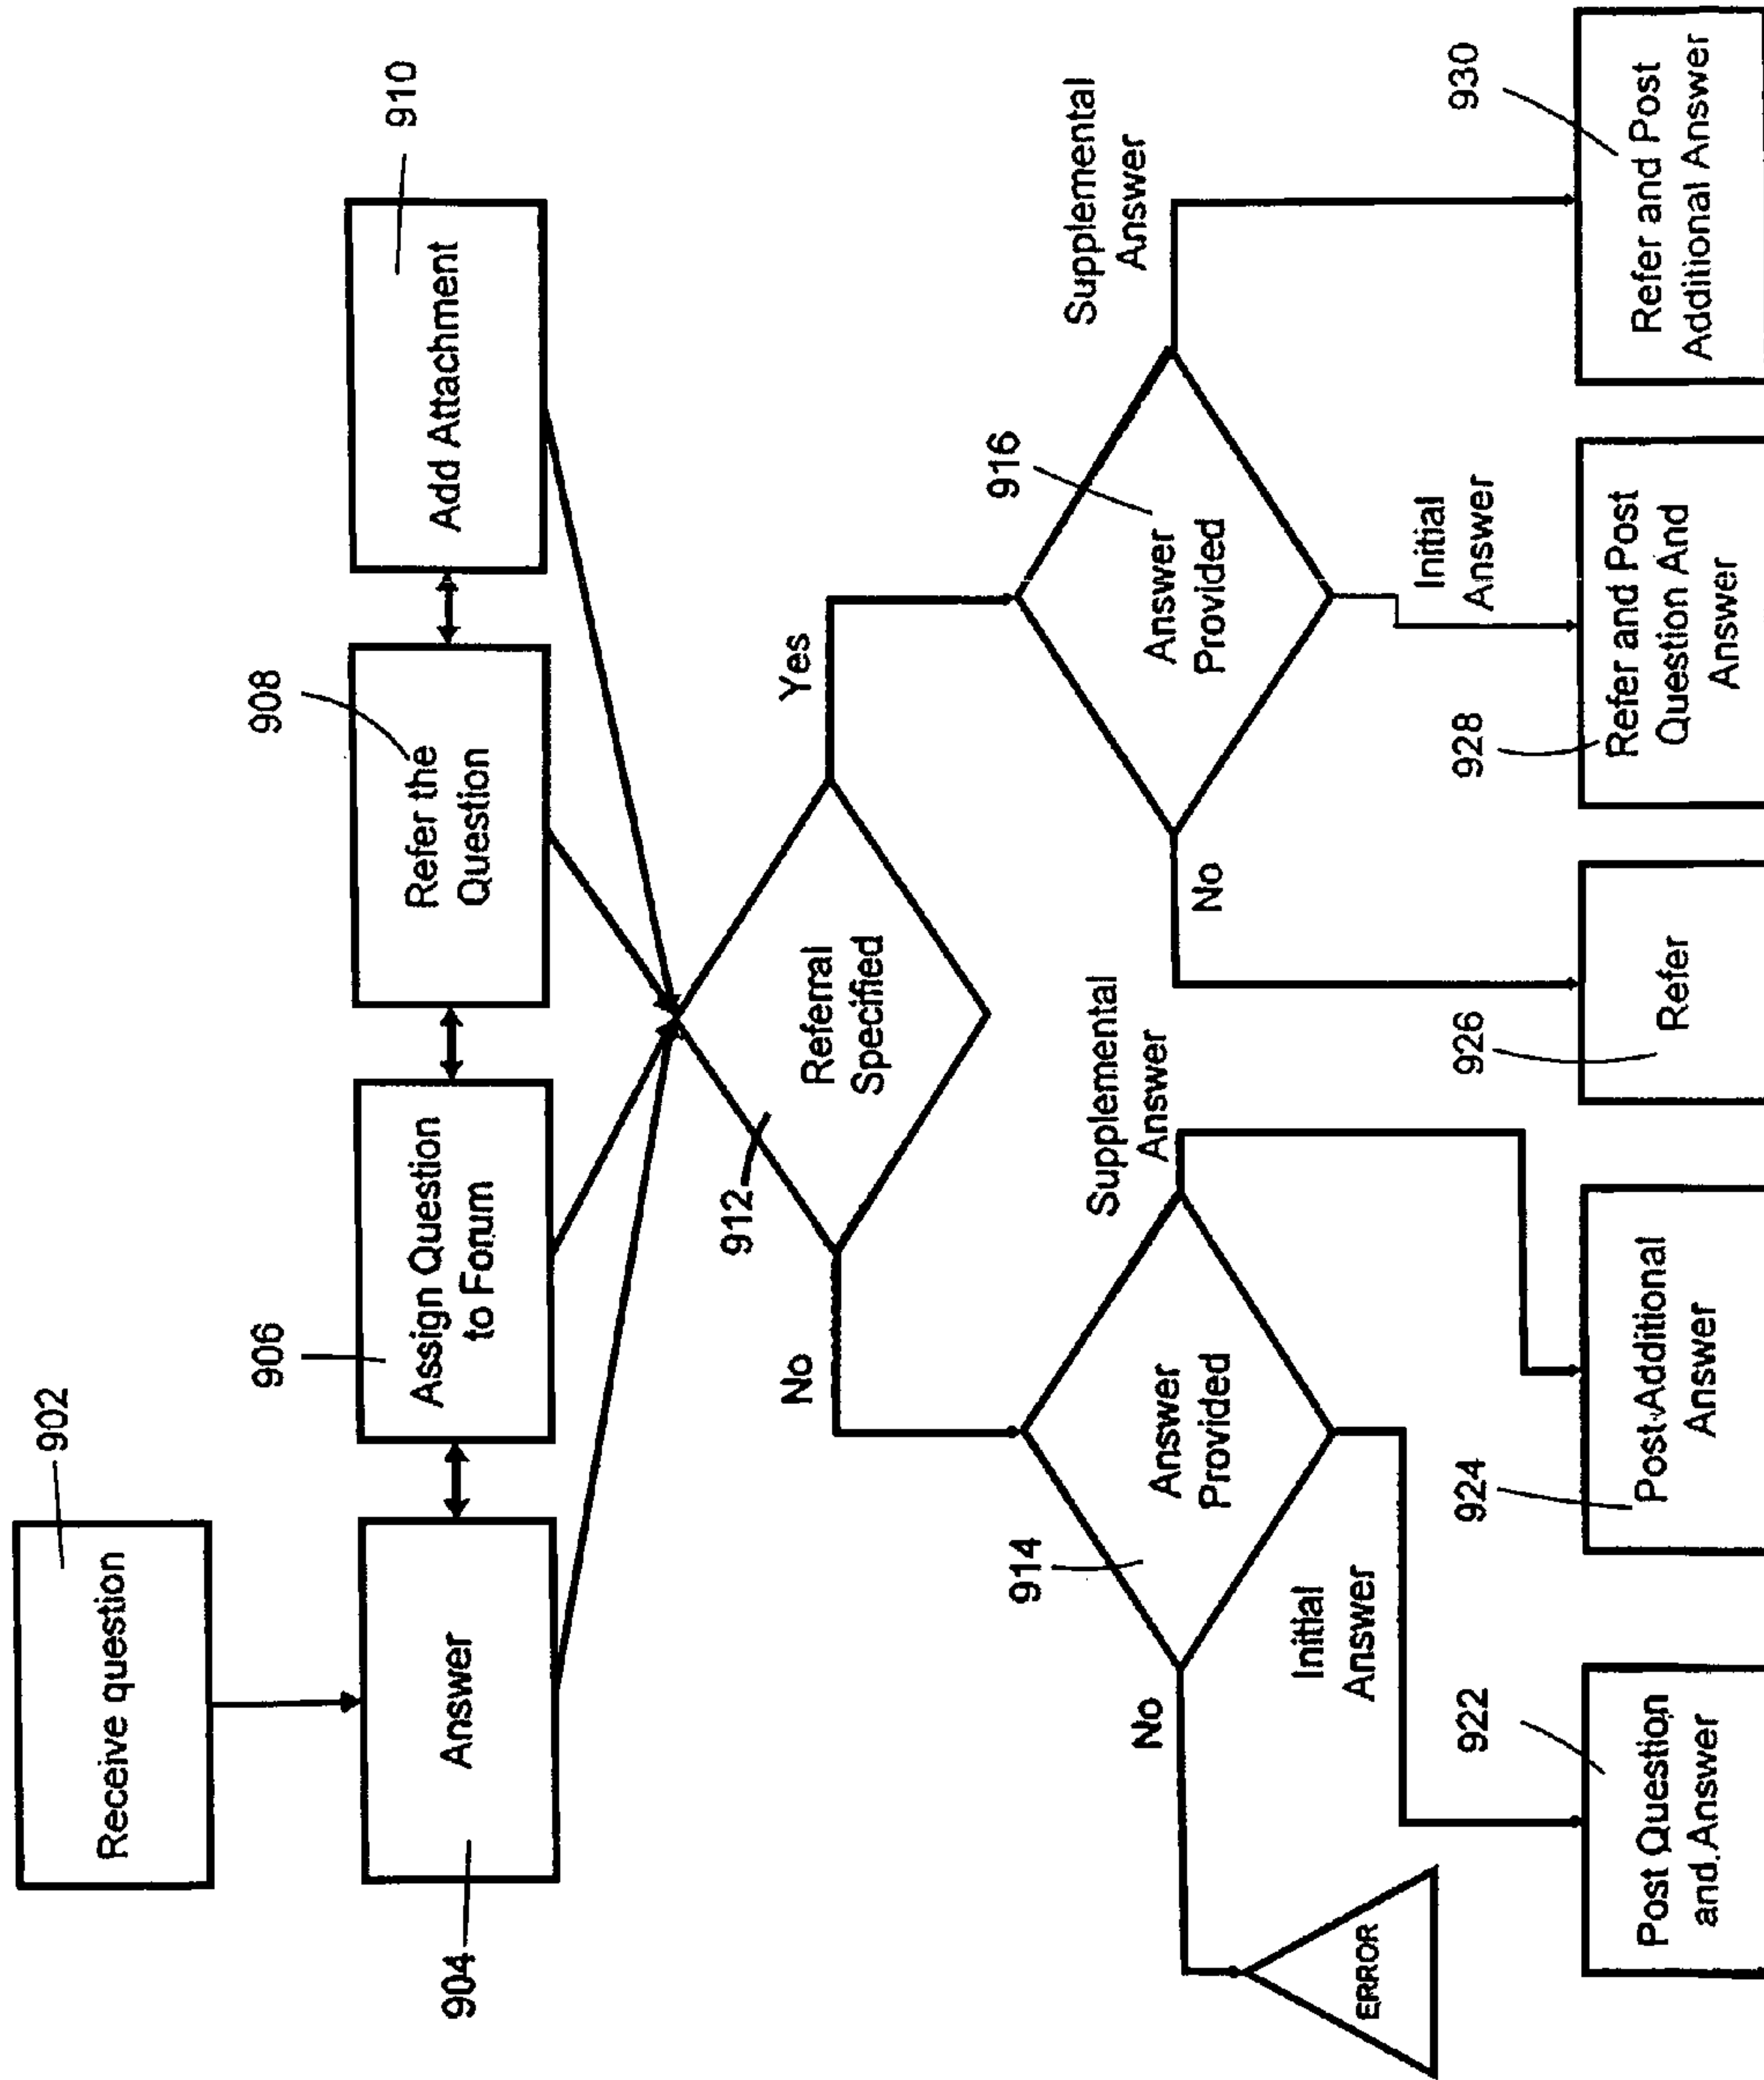 902
Receive question
904
Answer
906
Assign Question
to Forum
908
Refer the
Question
910
Add Attachment
912
Referral
Specified
No
Yes
914
Answer
Provided
916
Answer
Provided
No
Initial
Answer
Supplemental
Answer
No
Initial
Answer
Supplemental
Answer
ERROR
922
Post Question
and Answer
924
Post Additional
Answer
926
Refer
928
Refer and Post
Question And
Answer
930
Refer and Post
Additional Answer